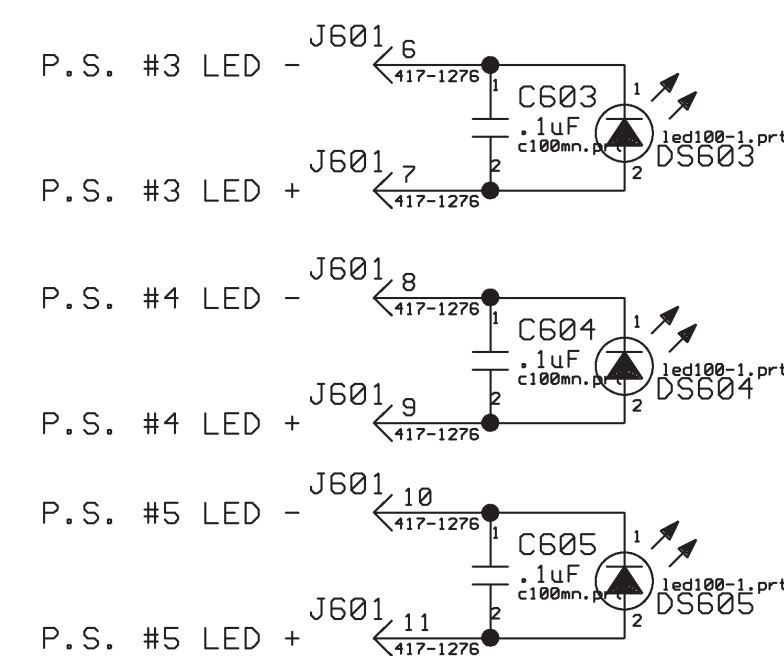 P.S. #3 LED - J601 6
417-1276
1
C603
.1uF
c100mn.prt
2
1
led100-1.prt
DS603
2
P.S. #3 LED + J601 7
417-1276
P.S. #4 LED - J601 8
417-1276
1
C604
.1uF
c100mn.prt
2
1
led100-1.prt
DS604
2
P.S. #4 LED + J601 9
417-1276
P.S. #5 LED - J601 10
417-1276
1
C605
.1uF
c100mn.prt
2
1
led100-1.prt
DS605
2
P.S. #5 LED + J601 11
417-1276